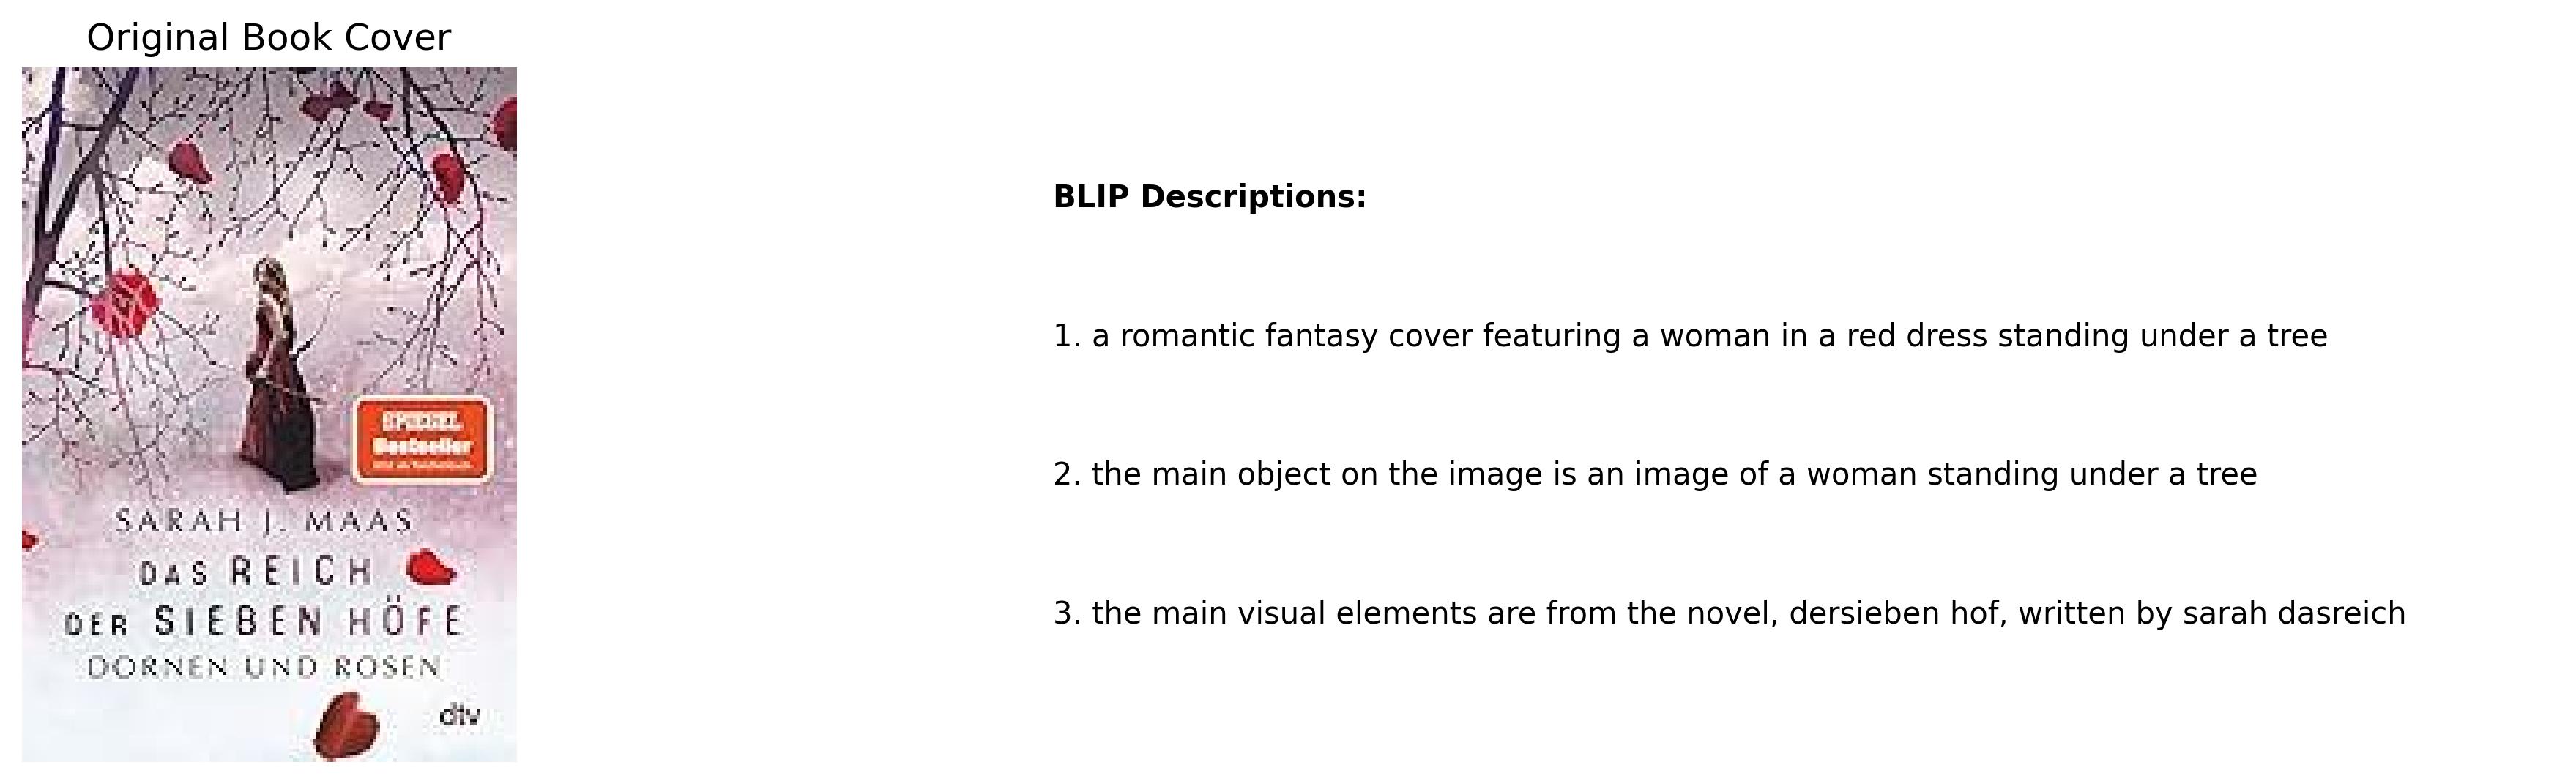 Original Book Cover
SPIEGEL
Bestseller
SARAH J. MAAS
DAS REICH
DER SIEBEN HÖFE
DORNEN UND ROSEN
dtv
BLIP Descriptions:
1. a romantic fantasy cover featuring a woman in a red dress standing under a tree
2. the main object on the image is an image of a woman standing under a tree
3. the main visual elements are from the novel, dersieben hof, written by sarah dasreich